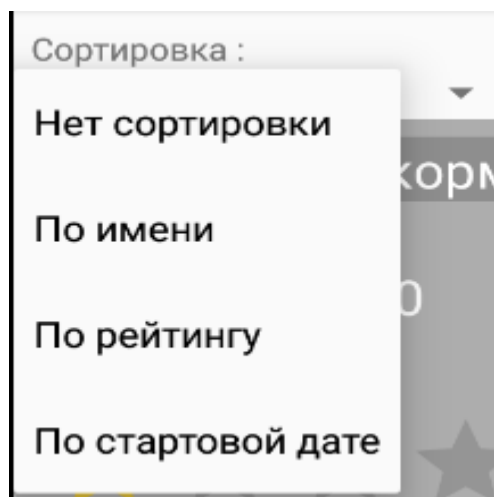 Сортировка :
Нет сортировки
По имени
По рейтингу
По стартовой дате